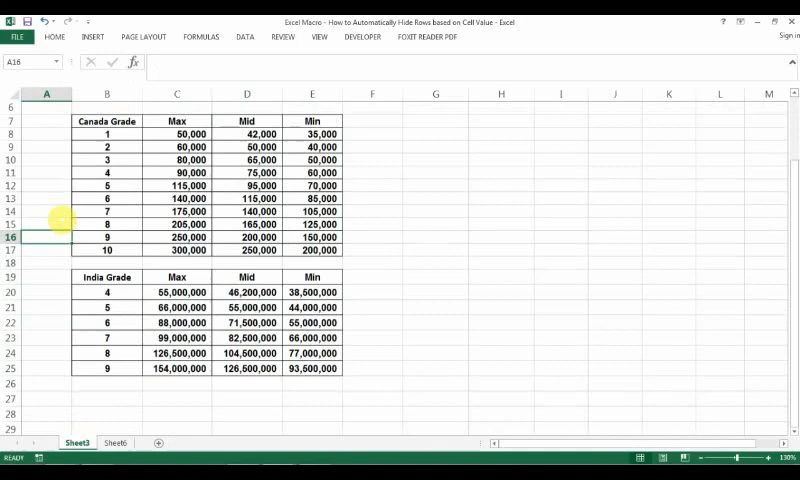 Excel Macro - How to Automatically Hide Rows based on Cell Value - Excel
? 
Sign in
FILE HOME INSERT PAGE LAYOUT FORMULAS DATA REVIEW VIEW DEVELOPER FOXIT READER PDF
A16 fx
A B C D E F G H I J K L M
6
7 Canada Grade Max Mid Min
8 1 50,000 42,000 35,000
9 2 60,000 50,000 40,000
10 3 80,000 65,000 50,000
11 4 90,000 75,000 60,000
12 5 115,000 95,000 70,000
13 6 140,000 115,000 85,000
14 7 175,000 140,000 105,000
15 8 205,000 165,000 125,000
16 9 250,000 200,000 150,000
17 10 300,000 250,000 200,000
18
19 India Grade Max Mid Min
20 4 55,000,000 46,200,000 38,500,000
21 5 66,000,000 55,000,000 44,000,000
22 6 88,000,000 71,500,000 55,000,000
23 7 99,000,000 82,500,000 66,000,000
24 8 126,500,000 104,500,000 77,000,000
25 9 154,000,000 126,500,000 93,500,000
26
27
28
29
Sheet3 Sheet6
READY 130%